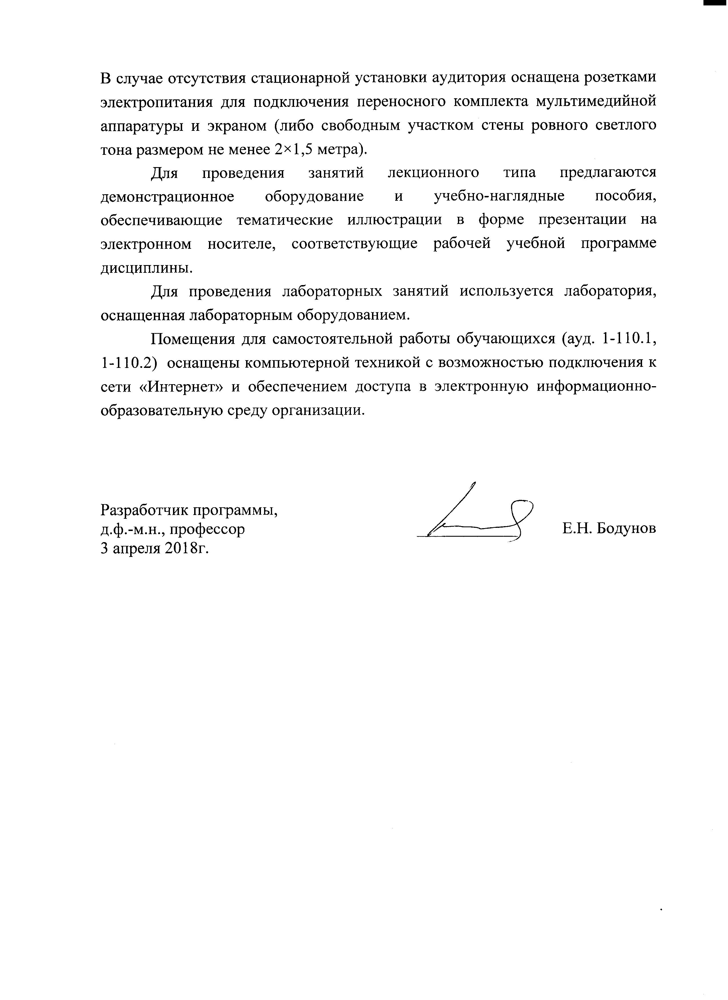 В случае отсутствия стационарной установки аудитория оснащена розетками
электропитания для подключения переносного комплекта мультимедийной
аппаратуры и экраном (либо свободным участком стены ровного светлого
тона размером не менее 2×1,5 метра).
Для проведения занятий лекционного типа предлагаются
демонстрационное оборудование и учебно-наглядные пособия,
обеспечивающие тематические иллюстрации в форме презентации на
электронном носителе, соответствующие рабочей учебной программе
дисциплины.
Для проведения лабораторных занятий используется лаборатория,
оснащенная лабораторным оборудованием.
Помещения для самостоятельной работы обучающихся (ауд. 1-110.1,
1-110.2) оснащены компьютерной техникой с возможностью подключения к
сети «Интернет» и обеспечением доступа в электронную информационно-
образовательную среду организации.
Разработчик программы,
д.ф.-м.н., профессор
Е.Н. Бодунов
3 апреля 2018г.